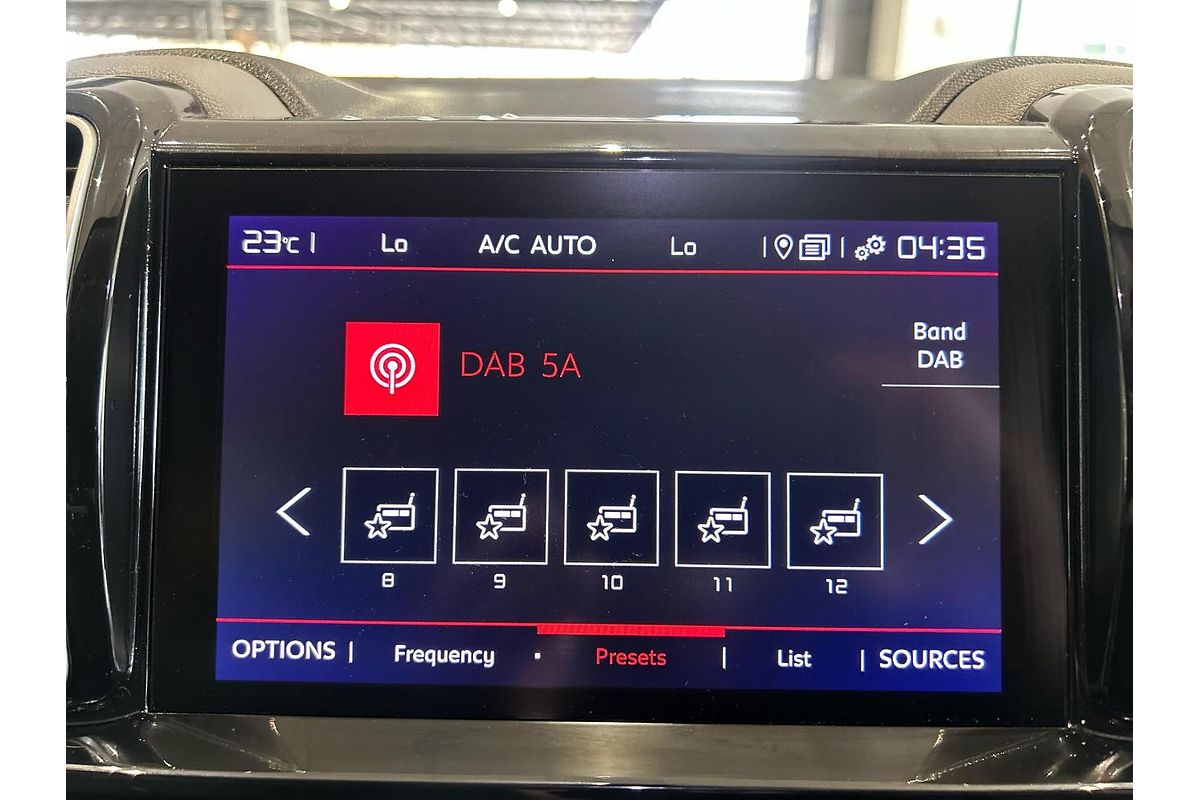 23°C | Lo A/C AUTO Lo | | 04:35
Band
DAB
DAB 5A
8 9 10 11 12
OPTIONS | Frequency · Presets | List | SOURCES